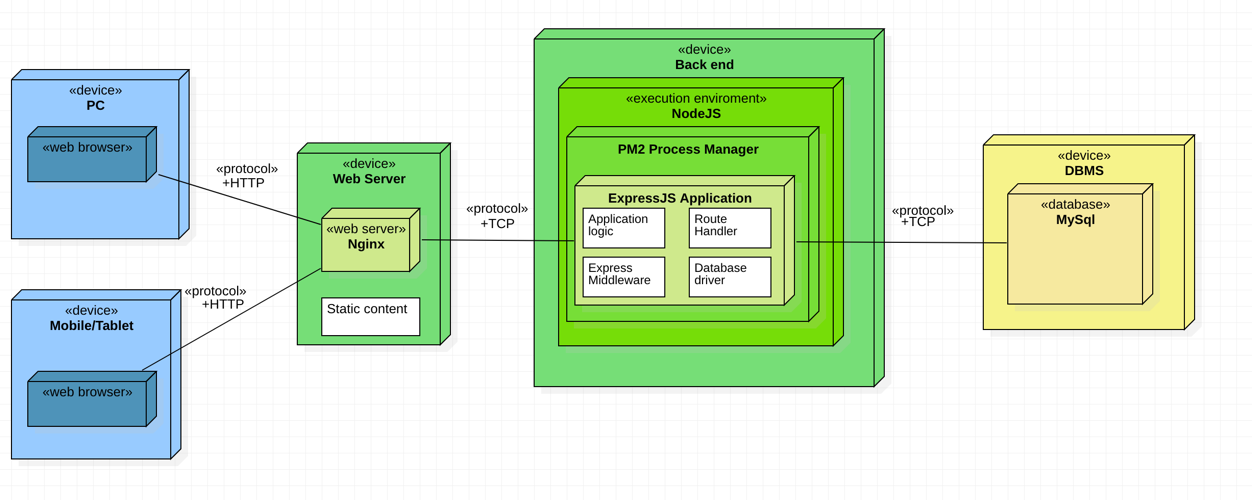 «device»
PC
«web browser»
«protocol»
+HTTP
«device»
Mobile/Tablet
«web browser»
«protocol»
+HTTP
«device»
Web Server
«web server»
Nginx
Static content
«protocol»
+TCP
«device»
Back end
«execution enviroment»
NodeJS
PM2 Process Manager
ExpressJS Application
Application
logic
Route
Handler
Express
Middleware
Database
driver
«protocol»
+TCP
«device»
DBMS
«database»
MySql